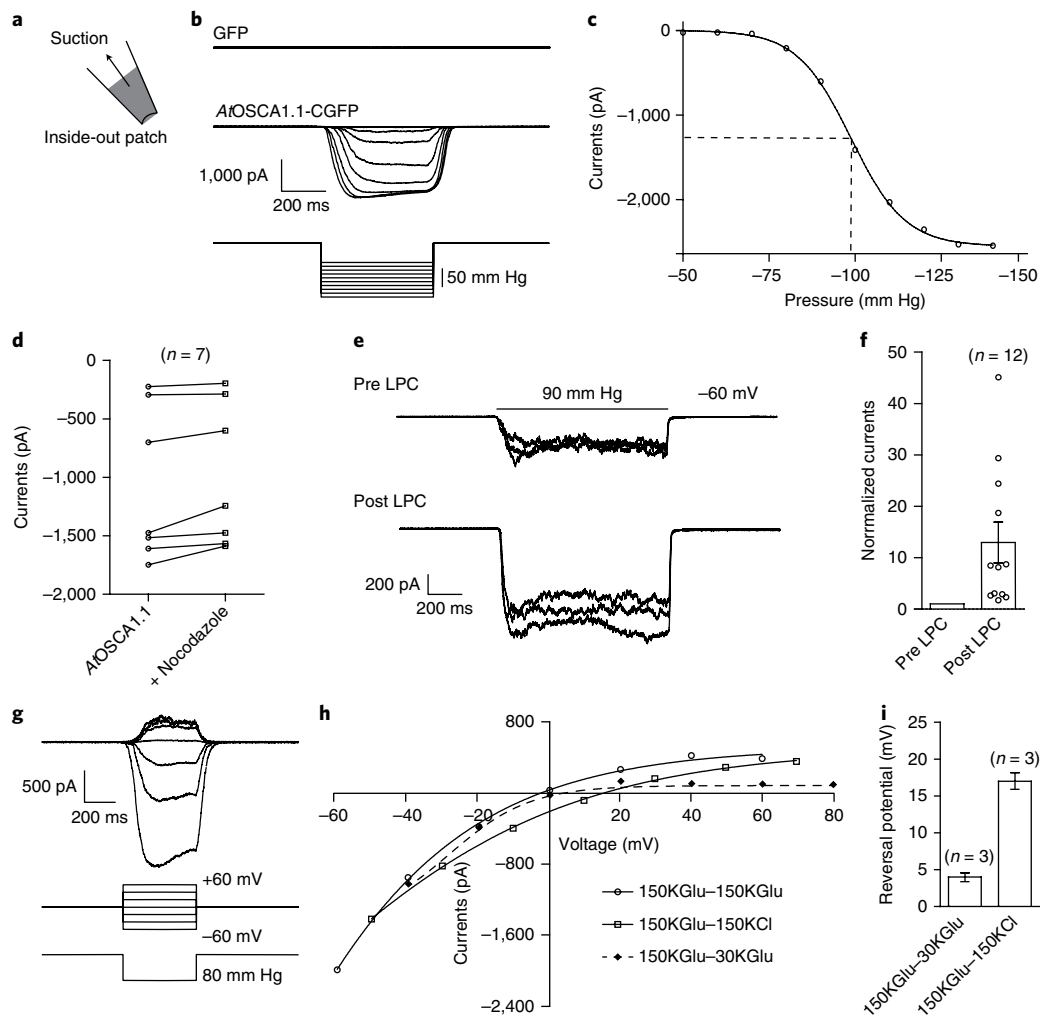 a
Suction
Inside-out patch
b
GFP
AtOSCA1.1-CGFP
1,000 pA
200 ms
50 mm Hg
c
0
−1,000
−2,000
Currents (pA)
−50
−75
−100
−125
−150
Pressure (mm Hg)
d
(n = 7)
0
−500
−1,000
−1,500
−2,000
Currents (pA)
AtOSCA1.1
+ Nocodazole
e
Pre LPC
90 mm Hg
−60 mV
Post LPC
200 pA
200 ms
f
(n = 12)
50
40
30
20
10
0
Norrmalized currents
Pre LPC
Post LPC
g
500 pA
200 ms
+60 mV
−60 mV
80 mm Hg
h
800
−60
−40
−20
0
20
40
60
80
Voltage (mV)
−800
−1,600
−2,400
Currents (pA)
150KGlu–150KGlu
150KGlu–150KCl
150KGlu–30KGlu
i
25
20
15
10
5
0
Reversal potential (mV)
(n = 3)
(n = 3)
150KGlu–30KGlu
150KGlu–150KCl